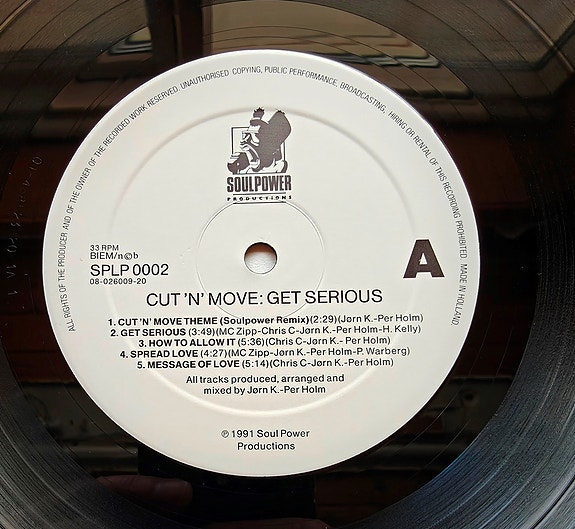 ALL RIGHTS OF THE PRODUCER AND OF THE OWNER OF THE RECORDED WORK RESERVED. UNAUTHORISED COPYING, PUBLIC PERFORMANCE, BROADCASTING, HIRING OR RENTAL OF THIS RECORDING PROHIBITED. MADE IN HOLLAND
SOULPOWER
PRODUCTIONS
33 RPM
BIEM/n©b
SPLP 0002
08-026009-20
A
CUT 'N' MOVE: GET SERIOUS
1. CUT 'N' MOVE THEME (Soulpower Remix)(2:29)(Jørn K.-Per Holm)
2. GET SERIOUS (3:49)(MC Zipp-Chris C-Jørn K.-Per Holm-H. Kelly)
3. HOW TO ALLOW IT (5:36)(Chris C-Jørn K.- Per Holm)
4. SPREAD LOVE (4:27)(MC Zipp-Jørn K.-Per Holm-P. Warberg)
5. MESSAGE OF LOVE (5:14)(Chris C-Jørn K.-Per Holm)
All tracks produced, arranged and
mixed by Jørn K.-Per Holm
℗ 1991 Soul Power
Productions